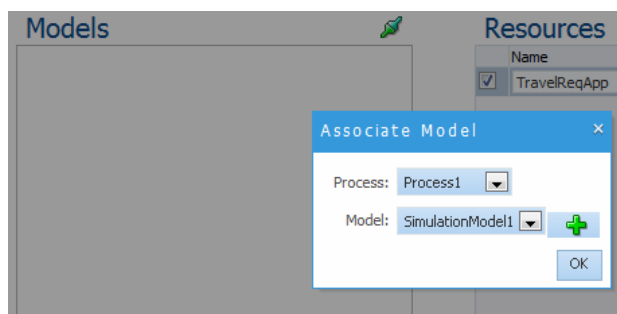 Models
Resources
Name
TravelReqApp
Associate Model
Process: Process1
Model: SimulationModel1
OK